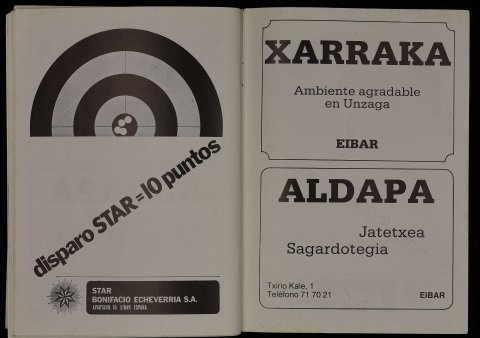 disparo STAR=10 puntos
STAR
BONIFACIO ECHEVERRIA S.A.
APARTADO, 10 EIBAR ESPAÑA
XARRAKA
Ambiente agradable
en Unzaga
EIBAR
ALDAPA
Jatetxea
Sagardotegia
Txirio Kale, 1
Teléfono 71 70 21
EIBAR